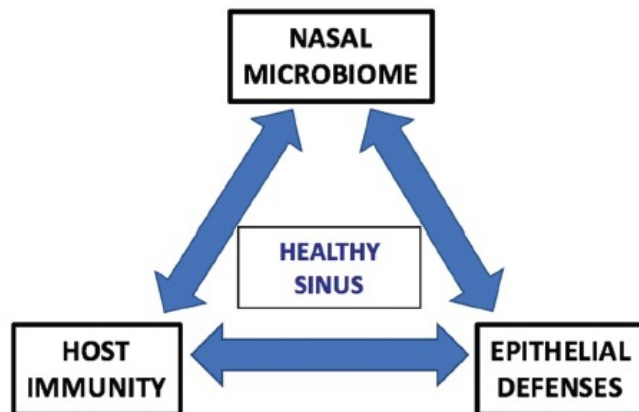 NASAL
MICROBIOME
HEALTHY
SINUS
HOST
IMMUNITY
EPITHELIAL
DEFENSES